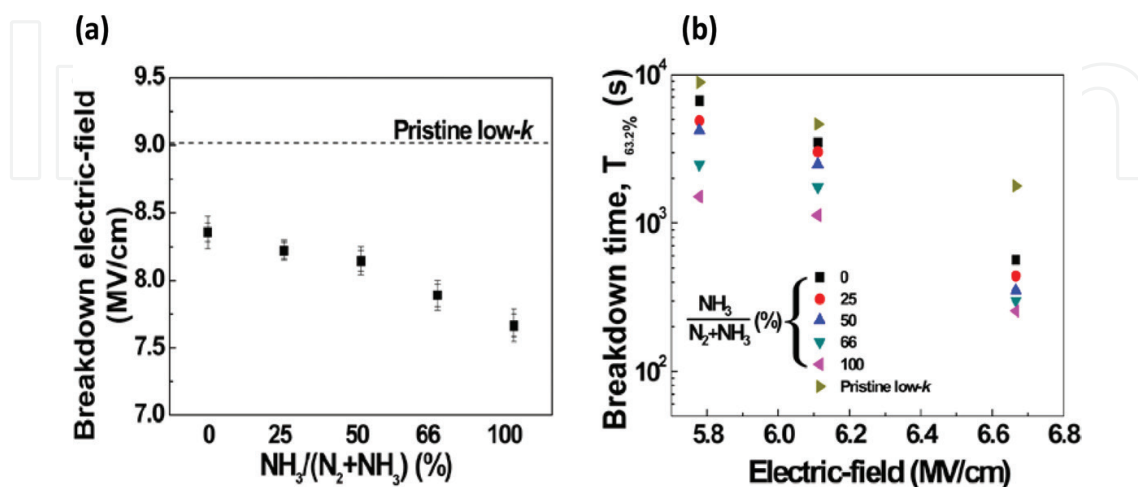 (a)
Breakdown electric-field
(MV/cm)
9.5
9.0
8.5
8.0
7.5
7.0
Pristine low-k
0 25 50 66 100
NH3/(N2+NH3) (%)
(b)
Breakdown time, T63.2% (s)
10^4
10^3
10^2
NH3
N2+NH3 (%)
0
25
50
66
100
Pristine low-k
5.8 6.0 6.2 6.4 6.6 6.8
Electric-field (MV/cm)